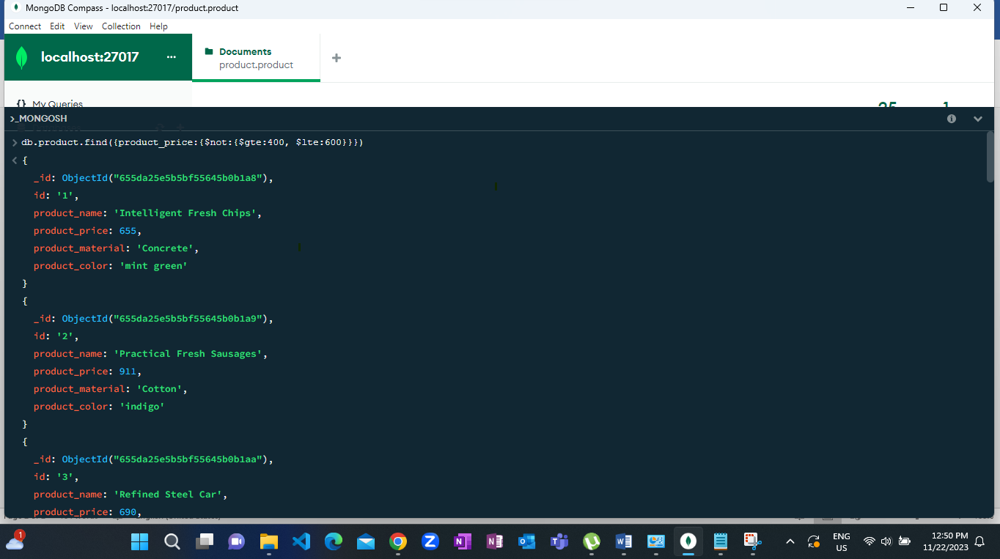 MongoDB Compass - localhost:27017/product.product
Connect Edit View Collection Help
localhost:27017 ...
Documents
product.product
{} My Queries
25 1
>_MONGOSH
> db.product.find({product_price:{$not:{$gte:400, $lte:600}}})
< {
_id: ObjectId("655da25e5b5bf55645b0b1a8"),
id: '1',
product_name: 'Intelligent Fresh Chips',
product_price: 655,
product_material: 'Concrete',
product_color: 'mint green'
}
{
_id: ObjectId("655da25e5b5bf55645b0b1a9"),
id: '2',
product_name: 'Practical Fresh Sausages',
product_price: 911,
product_material: 'Cotton',
product_color: 'indigo'
}
{
_id: ObjectId("655da25e5b5bf55645b0b1aa"),
id: '3',
product_name: 'Refined Steel Car',
product_price: 690,
1
ENG
US
12:50 PM
11/22/2023